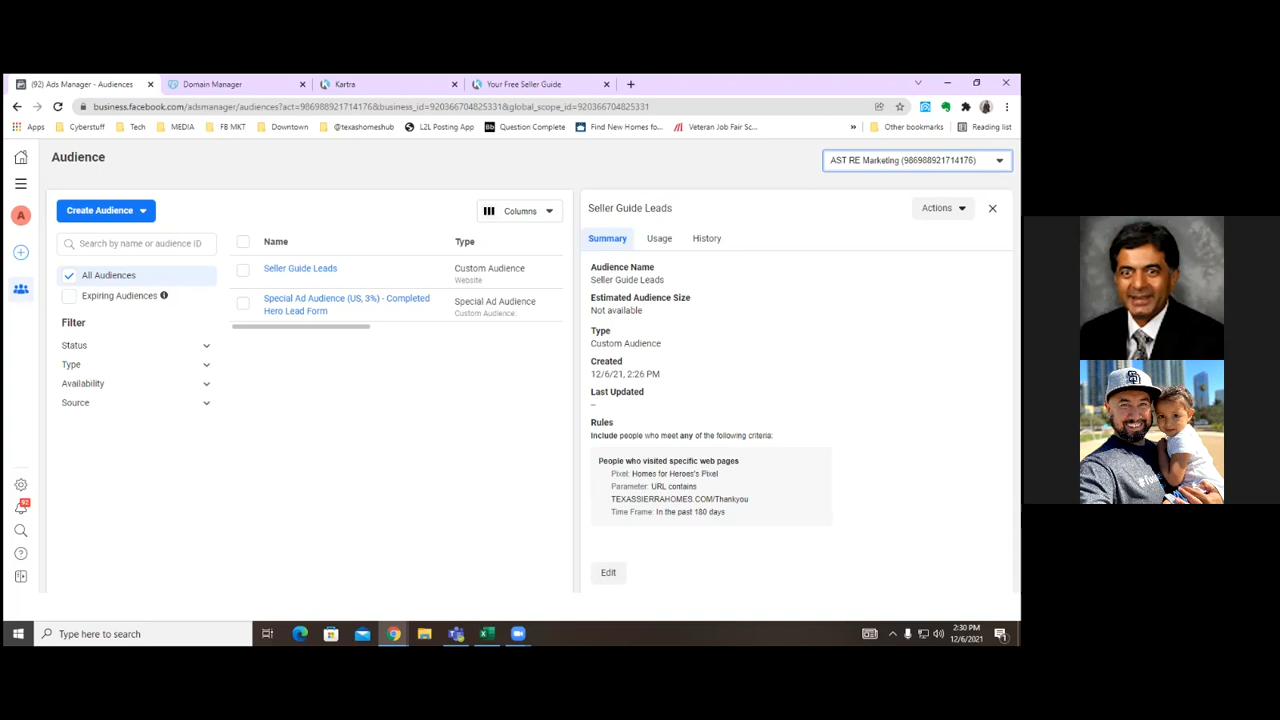 (92) Ads Manager - Audiences
Domain Manager
Kartra
Your Free Seller Guide
business.facebook.com/adsmanager/audiences?act=986988921714176&business_id=920366704825331&global_scope_id=920366704825331
Apps
Cyberstuff
Tech
MEDIA
FB MKT
Downtown
@texashomeshub
L2L Posting App
Bb
Question Complete
Find New Homes fo...
Veteran Job Fair Sc...
»
Other bookmarks
Reading list
Audience
AST RE Marketing (986988921714176)
A
92
Create Audience
Columns
Search by name or audience ID
All Audiences
Expiring Audiences
Filter
Status
Type
Availability
Source
Name
Type
Seller Guide Leads
Custom Audience
Website
Special Ad Audience (US, 3%) - Completed
Hero Lead Form
Special Ad Audience
Custom Audience:
Seller Guide Leads
Actions
Summary
Usage
History
Audience Name
Seller Guide Leads
Estimated Audience Size
Not available
Type
Custom Audience
Created
12/6/21, 2:26 PM
Last Updated
–
Rules
Include people who meet any of the following criteria:
People who visited specific web pages
Pixel: Homes for Heroes's Pixel
Parameter: URL contains
TEXASSIERRAHOMES.COM/Thankyou
Time Frame: In the past 180 days
Edit
Type here to search
2:30 PM
12/6/2021